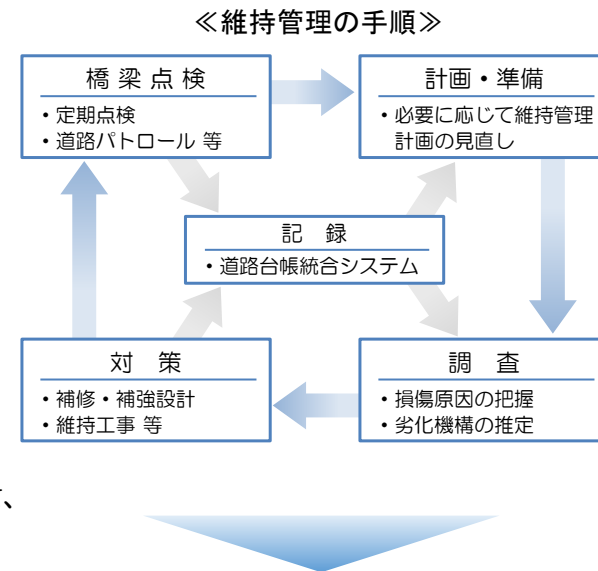 ≪維持管理の手順≫
橋 梁 点 検
・定期点検
・道路パトロール 等
計画・準備
・必要に応じて維持管理
計画の見直し
記　録
・道路台帳統合システム
対　策
・補修・補強設計
・維持工事 等
調　査
・損傷原因の把握
・劣化機構の推定
、